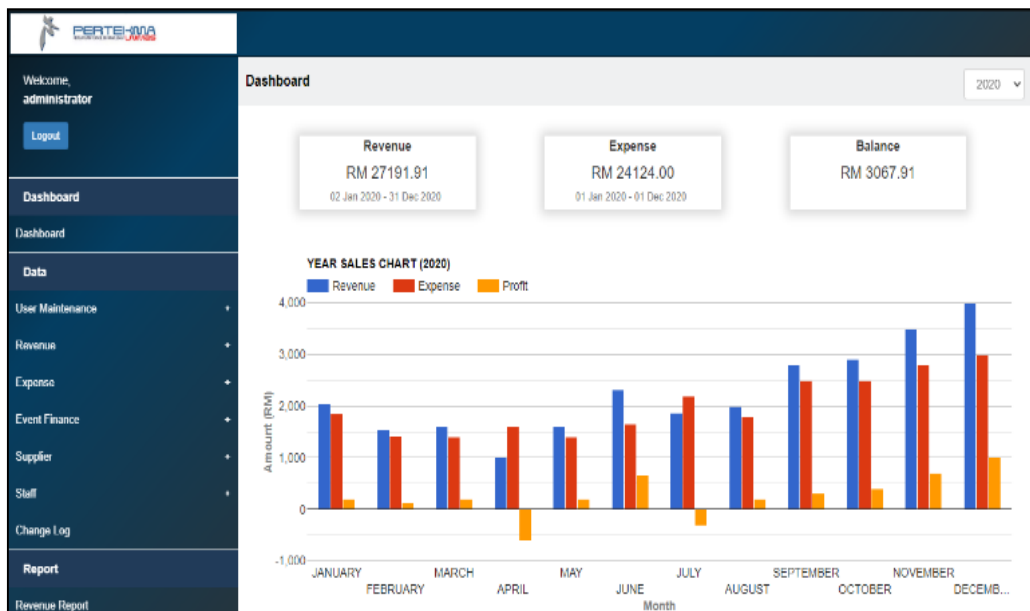 PERTEKMA
Welcome,
administrator
Logout
Dashboard
Dashboard
Data
User Maintenance +
Revenue +
Expense +
Event Finance +
Supplier +
Staff +
Change Log
Report
Revenue Report
Dashboard
2020
Revenue
RM 27191.91
02 Jan 2020 - 31 Dec 2020
Expense
RM 24124.00
01 Jan 2020 - 01 Dec 2020
Balance
RM 3067.91
YEAR SALES CHART (2020)
Revenue Expense Profit
4,000
3,000
2,000
1,000
0
-1,000
Amount (RM)
JANUARY
FEBRUARY
MARCH
APRIL
MAY
JUNE
JULY
AUGUST
SEPTEMBER
OCTOBER
NOVEMBER
DECEMB...
Month